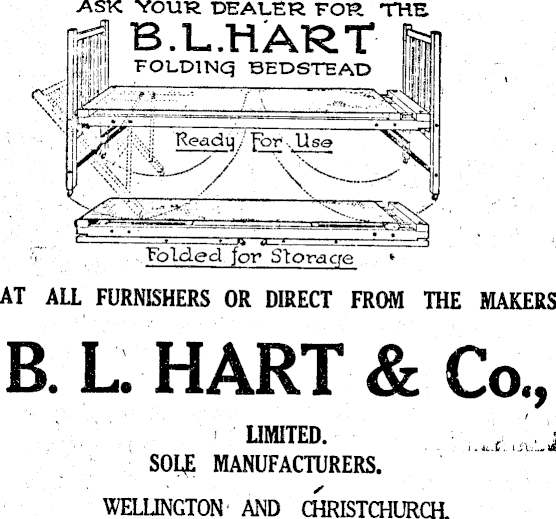 ASK YOUR DEALER FOR THE
B.L.HART
FOLDING BEDSTEAD
Ready For Use
Folded for Storage
AT ALL FURNISHERS OR DIRECT FROM THE MAKERS
B. L. HART & Co.,
LIMITED.
SOLE MANUFACTURERS.
WELLINGTON AND CHRISTCHURCH.